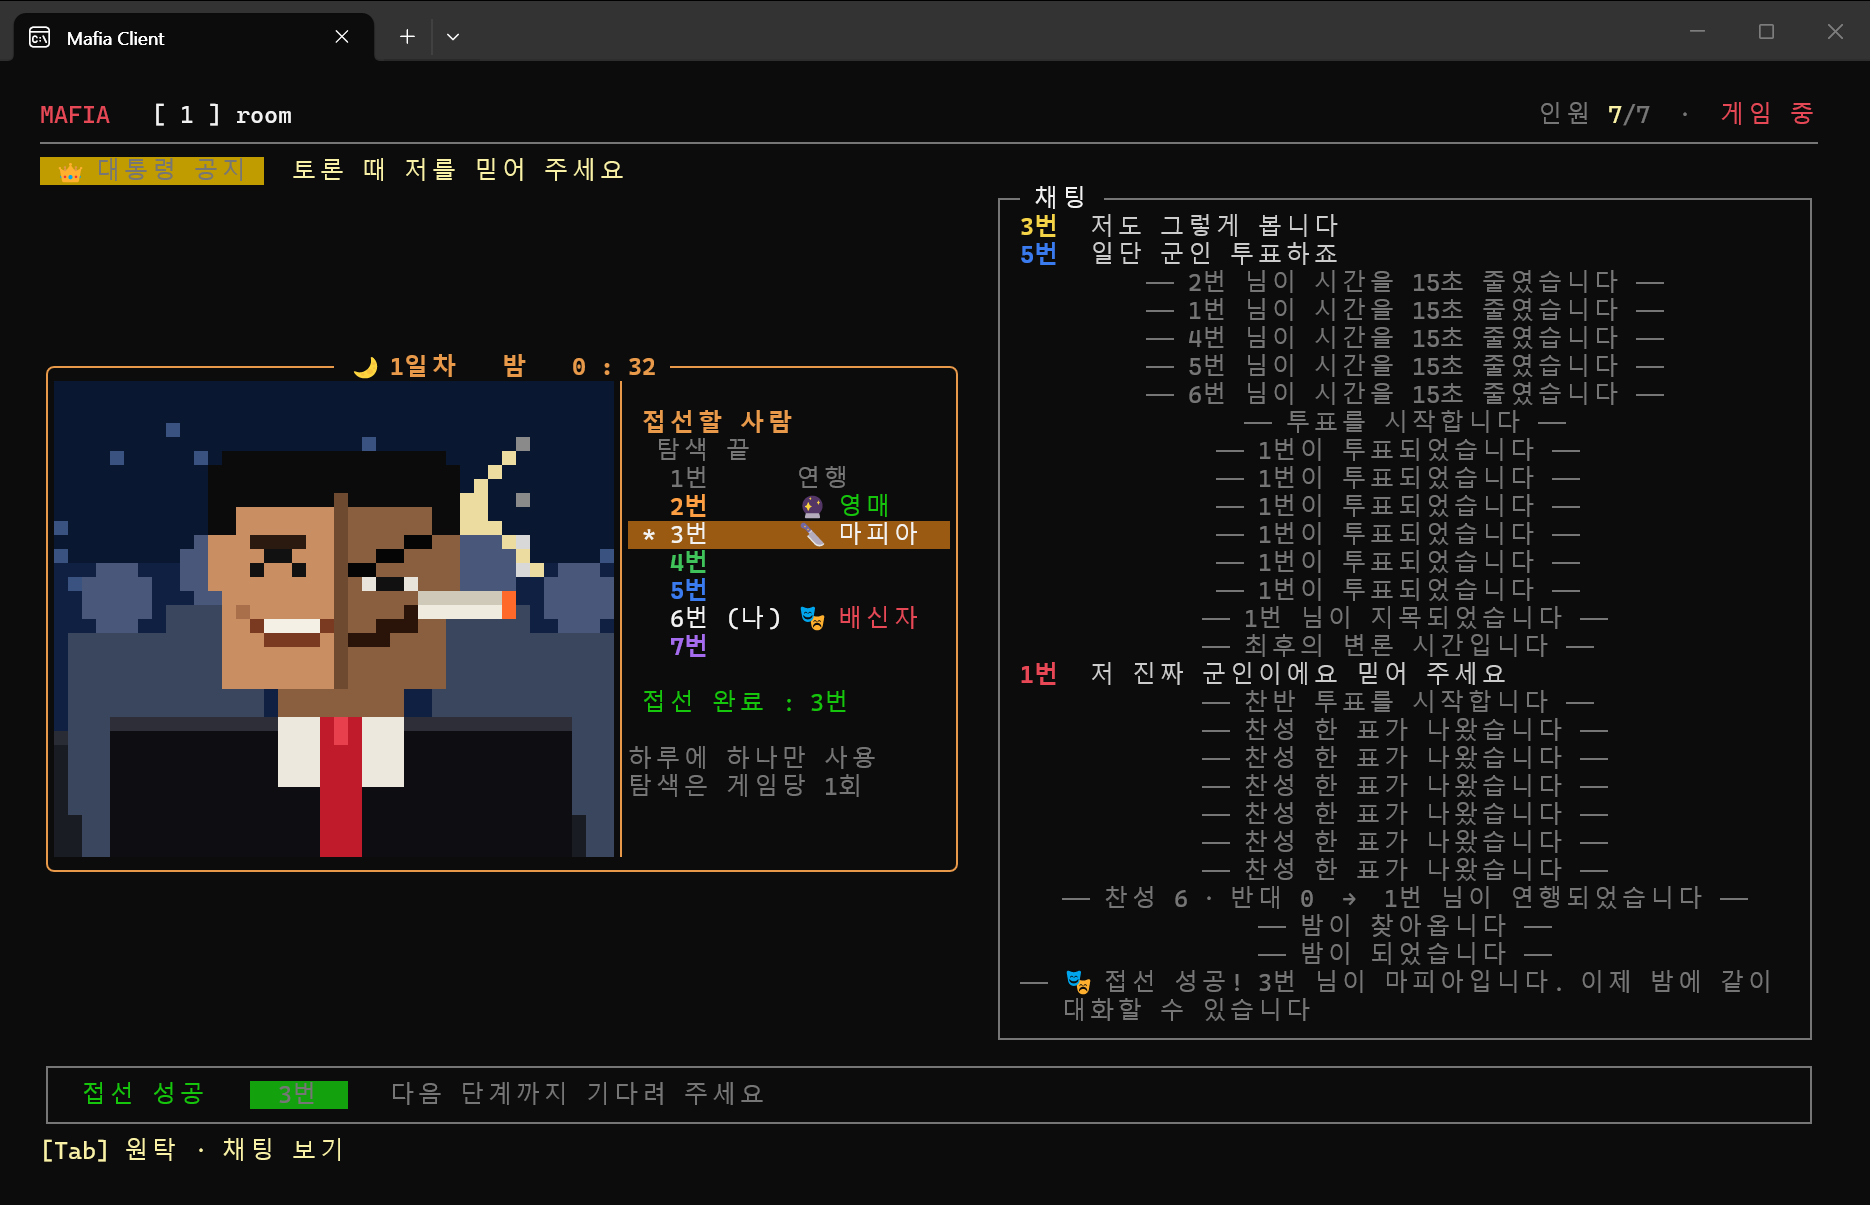 Mafia Client
MAFIA [ 1 ] room
인원 7/7 · 게임 중
👑 대통령 공지 토론 때 저를 믿어 주세요
🌙 1일차 밤 0 : 32
접선할 사람
탐색 끝
1번 연행
2번 🔮 영매
* 3번 🔪 마피아
4번
5번
6번 (나) 🎭 배신자
7번
접선 완료 : 3번
하루에 하나만 사용
탐색은 게임당 1회
채팅
3번 저도 그렇게 봅니다
5번 일단 군인 투표하죠
── 2번 님이 시간을 15초 줄였습니다 ──
── 1번 님이 시간을 15초 줄였습니다 ──
── 4번 님이 시간을 15초 줄였습니다 ──
── 5번 님이 시간을 15초 줄였습니다 ──
── 6번 님이 시간을 15초 줄였습니다 ──
── 투표를 시작합니다 ──
── 1번이 투표되었습니다 ──
── 1번이 투표되었습니다 ──
── 1번이 투표되었습니다 ──
── 1번이 투표되었습니다 ──
── 1번이 투표되었습니다 ──
── 1번이 투표되었습니다 ──
── 1번 님이 지목되었습니다 ──
── 최후의 변론 시간입니다 ──
1번 저 진짜 군인이에요 믿어 주세요
── 찬반 투표를 시작합니다 ──
── 찬성 한 표가 나왔습니다 ──
── 찬성 한 표가 나왔습니다 ──
── 찬성 한 표가 나왔습니다 ──
── 찬성 한 표가 나왔습니다 ──
── 찬성 한 표가 나왔습니다 ──
── 찬성 한 표가 나왔습니다 ──
── 찬성 6 · 반대 0 → 1번 님이 연행되었습니다 ──
── 밤이 찾아옵니다 ──
── 밤이 되었습니다 ──
── 🎭 접선 성공! 3번 님이 마피아입니다. 이제 밤에 같이
대화할 수 있습니다
접선 성공 3번 다음 단계까지 기다려 주세요
[Tab] 원탁 · 채팅 보기